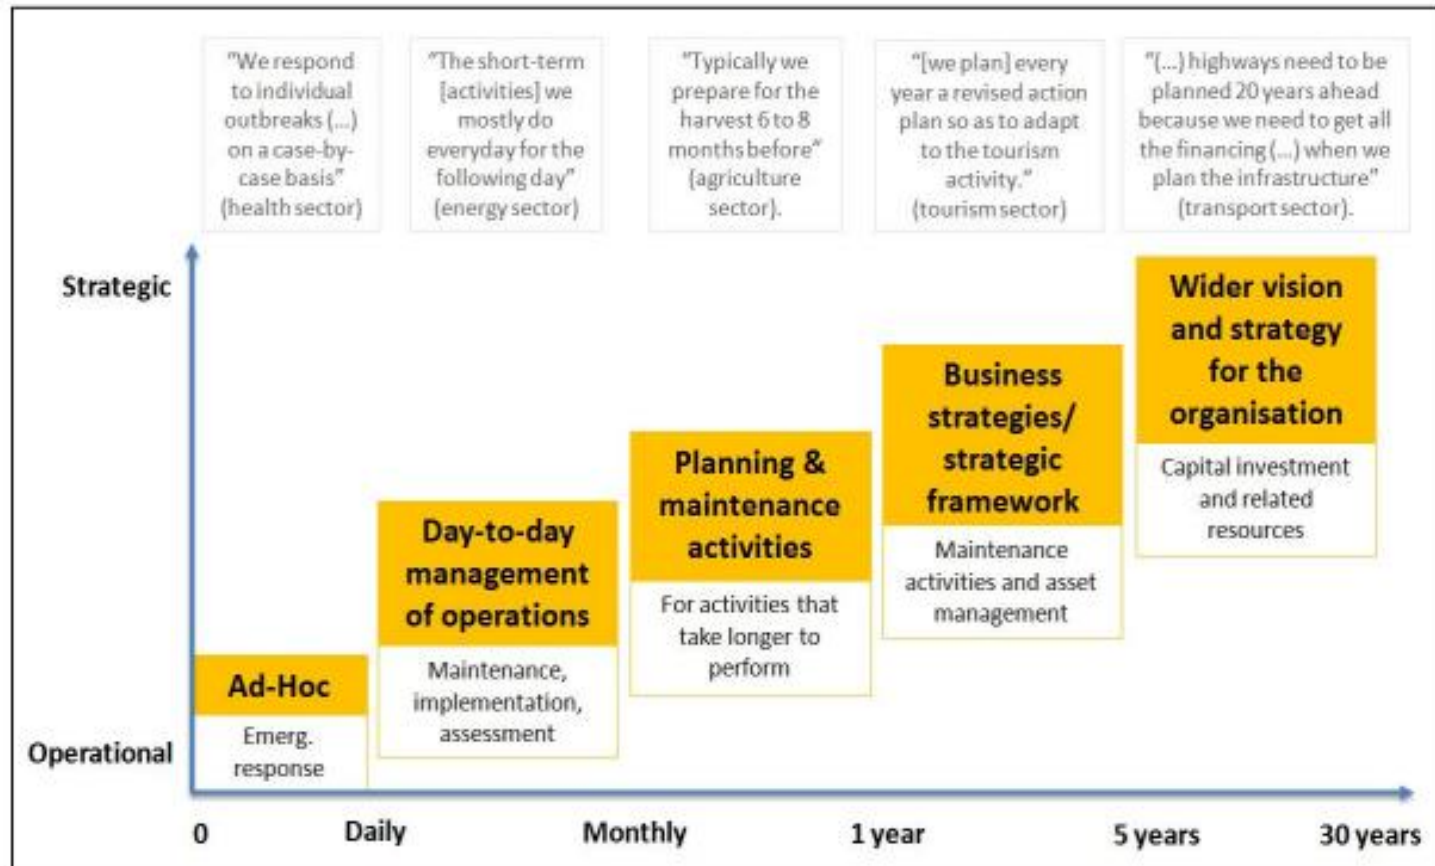 "We respond
to individual
outbreaks (...)
on a case-by-
case basis"
(health sector)
"The short-term
[activities] we
mostly do
everyday for the
following day"
(energy sector)
"Typically we
prepare for the
harvest 6 to 8
months before"
(agriculture
sector).
"[we plan] every
year a revised action
plan so as to adapt
to the tourism
activity."
(tourism sector)
"(...) highways need to be
planned 20 years ahead
because we need to get all
the financing (...) when we
plan the infrastructure"
(transport sector).
Strategic
Operational
Ad-Hoc
Emerg.
response
Day-to-day
management
of operations
Maintenance,
implementation,
assessment
Planning &
maintenance
activities
For activities that
take longer to
perform
Business
strategies/
strategic
framework
Maintenance
activities and asset
management
Wider vision
and strategy
for the
organisation
Capital investment
and related
resources
0 Daily Monthly 1 year 5 years 30 years